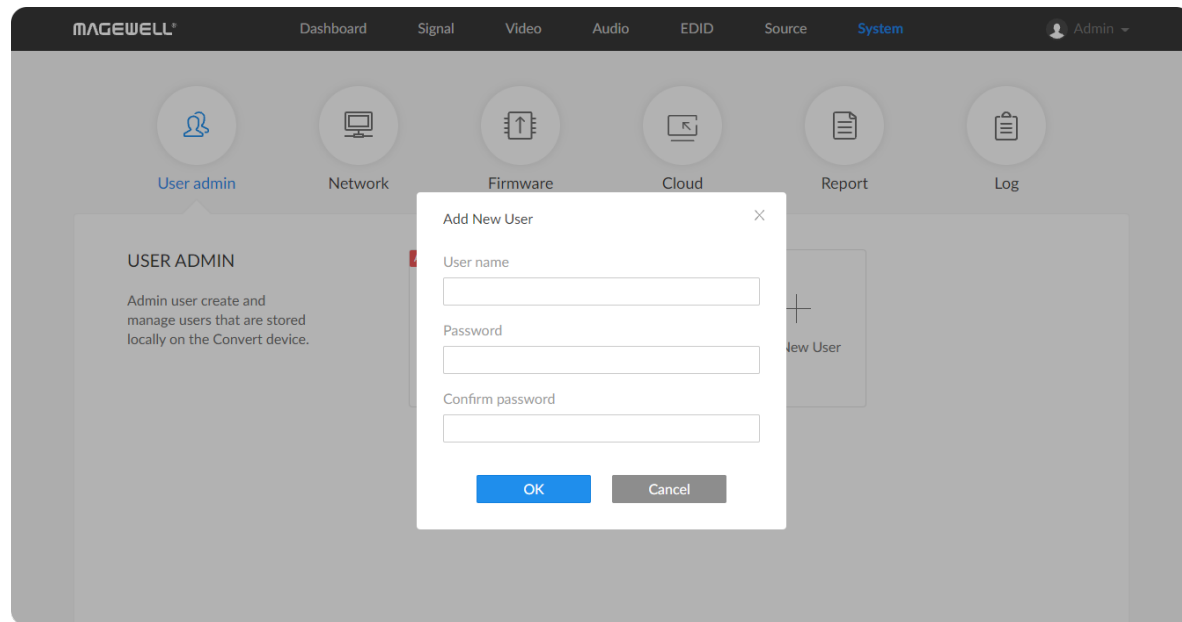 MAGEWELL®
Dashboard
Signal
Video
Audio
EDID
Source
System
Admin
User admin
Network
Firmware
Cloud
Report
Log
USER ADMIN
Admin user create and
manage users that are stored
locally on the Convert device.
New User
Add New User
User name
Password
Confirm password
OK
Cancel